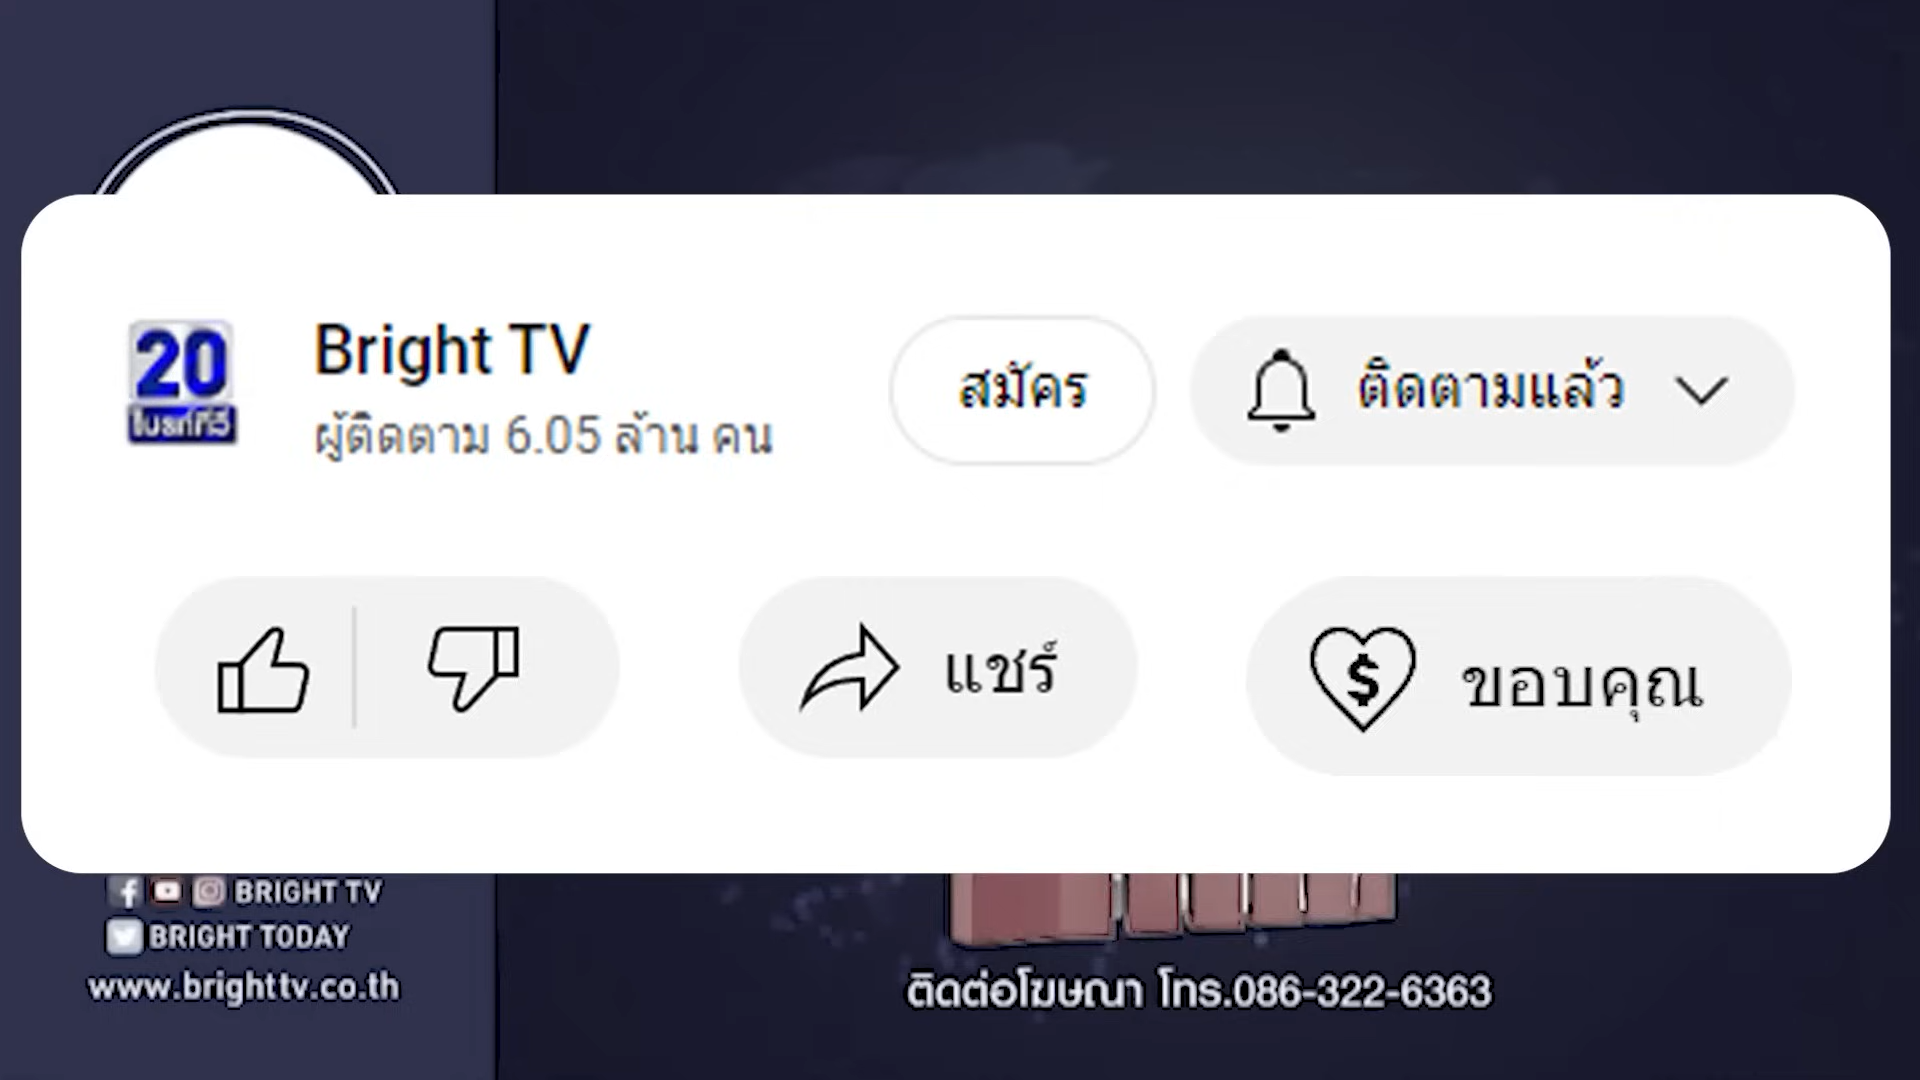 20
ไบรท์ทีวี
Bright TV
ผู้ติดตาม 6.05 ล้าน คน
สมัคร
ติดตามแล้ว
แชร์
$
ขอบคุณ
BRIGHT TV
BRIGHT TODAY
www.brighttv.co.th
ติดต่อโฆษณา โทร.086-322-6363